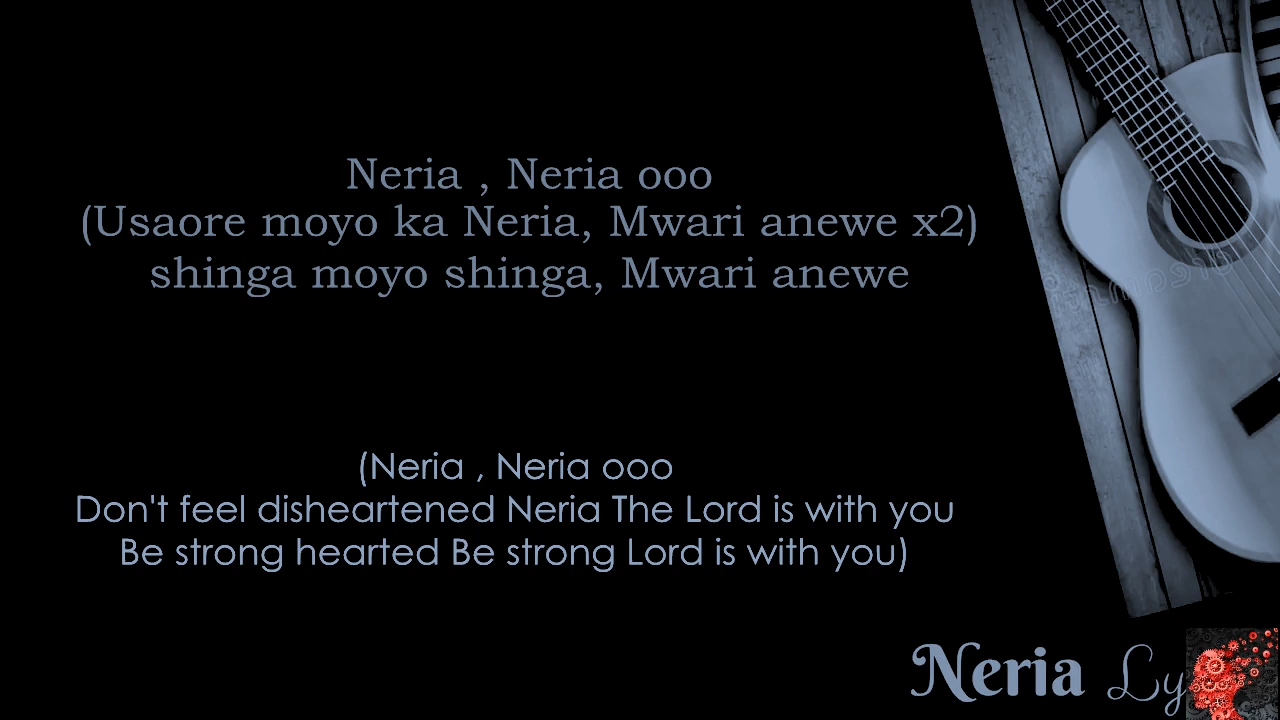 Neria , Neria ooo
(Usaore moyo ka Neria, Mwari anewe x2)
shinga moyo shinga, Mwari anewe
(Neria , Neria ooo
Don't feel disheartened Neria The Lord is with you
Be strong hearted Be strong Lord is with you)
Neria Ly